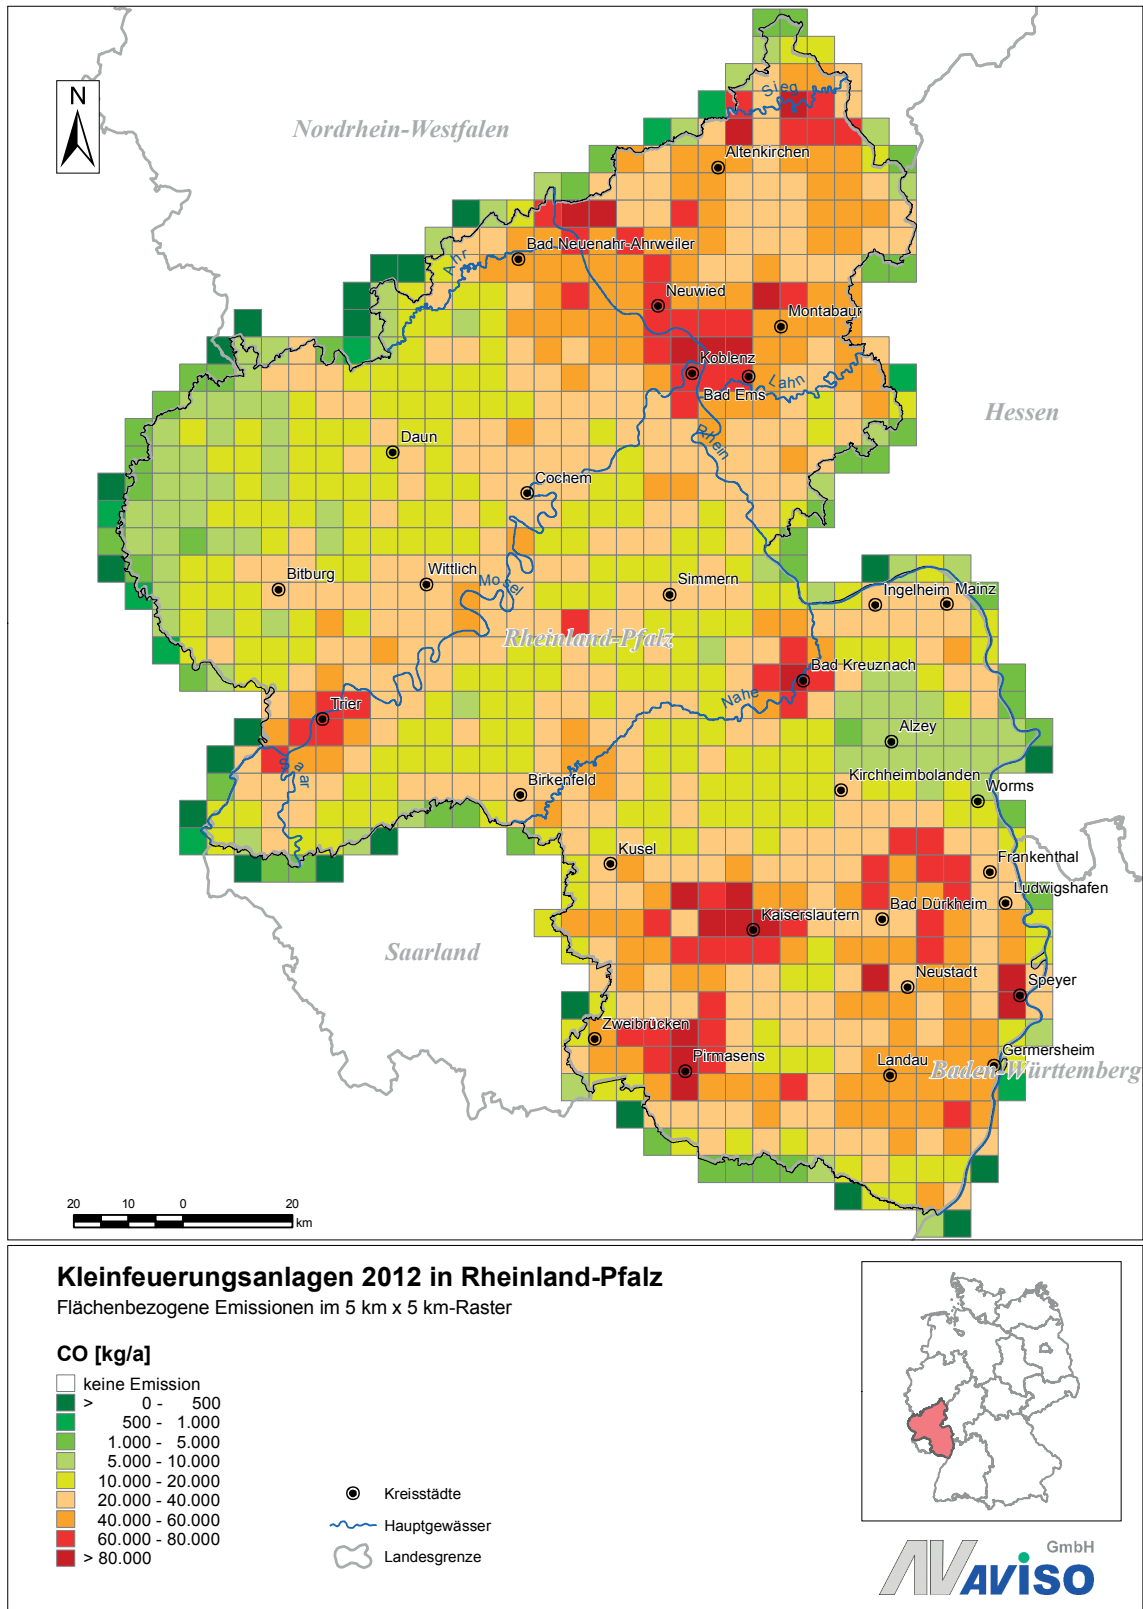 N
Nordrhein-Westfalen
Sieg
Altenkirchen
Bad Neuenahr-Ahrweiler
Ahr
Neuwied
Montabaur
Koblenz
Bad Ems
Lahn
Hessen
Rhein
Daun
Cochem
Bitburg
Wittlich
Mosel
Simmern
Ingelheim
Mainz
Rheinland-Pfalz
Bad Kreuznach
Nahe
Trier
Saar
Alzey
Birkenfeld
Kirchheimbolanden
Worms
Kusel
Frankenthal
Ludwigshafen
Bad Dürkheim
Kaiserslautern
Saarland
Neustadt
Speyer
Zweibrücken
Pirmasens
Landau
Germersheim
Baden-Württemberg
20 10 0 20
km
Kleinfeuerungsanlagen 2012 in Rheinland-Pfalz
Flächenbezogene Emissionen im 5 km x 5 km-Raster
CO [kg/a]
keine Emission
> 0 - 500
500 - 1.000
1.000 - 5.000
5.000 - 10.000
10.000 - 20.000
20.000 - 40.000
40.000 - 60.000
60.000 - 80.000
> 80.000
Kreisstädte
Hauptgewässer
Landesgrenze
GmbH
AVISO